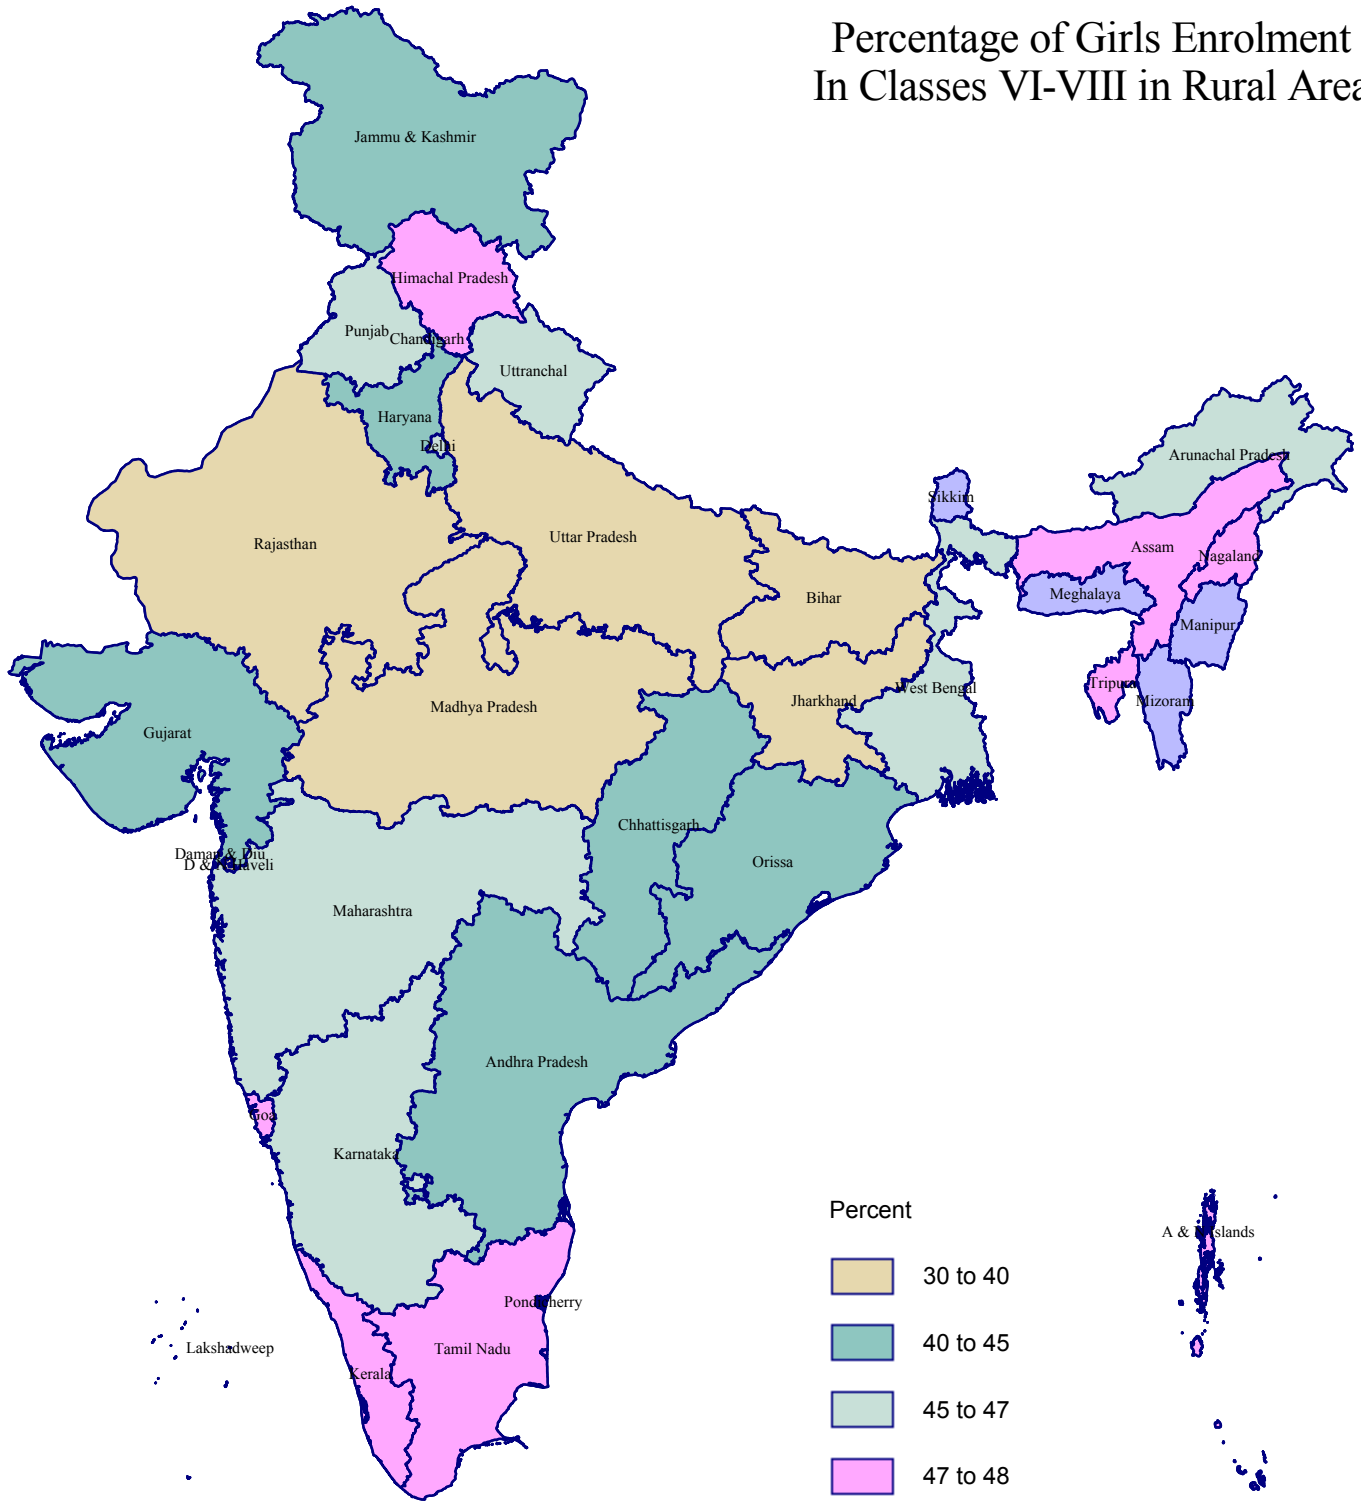 Percentage of Girls Enrolment
In Classes VI-VIII in Rural Area
Jammu & Kashmir
Himachal Pradesh
Punjab
Chandigarh
Uttranchal
Haryana
Delhi
Arunachal Pradesh
Sikkim
Rajasthan
Uttar Pradesh
Assam
Nagaland
Bihar
Meghalaya
Manipur
Tripura
West Bengal
Jharkhand
Mizoram
Madhya Pradesh
Gujarat
Chhattisgarh
Daman & Diu
D & N Haveli
Orissa
Maharashtra
Andhra Pradesh
Goa
Karnataka
Percent
A & N Islands
30 to 40
Pondicherry
40 to 45
Lakshadweep
Tamil Nadu
Kerala
45 to 47
47 to 48